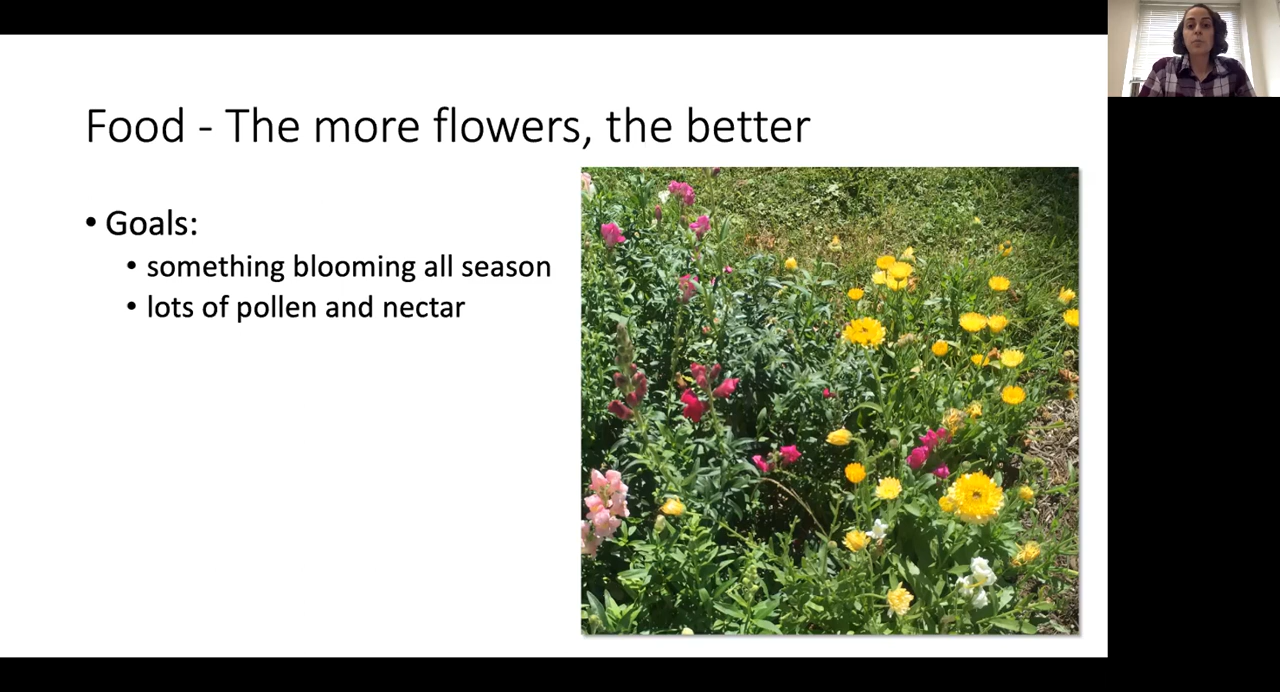 Food - The more flowers, the better
• Goals:
• something blooming all season
• lots of pollen and nectar